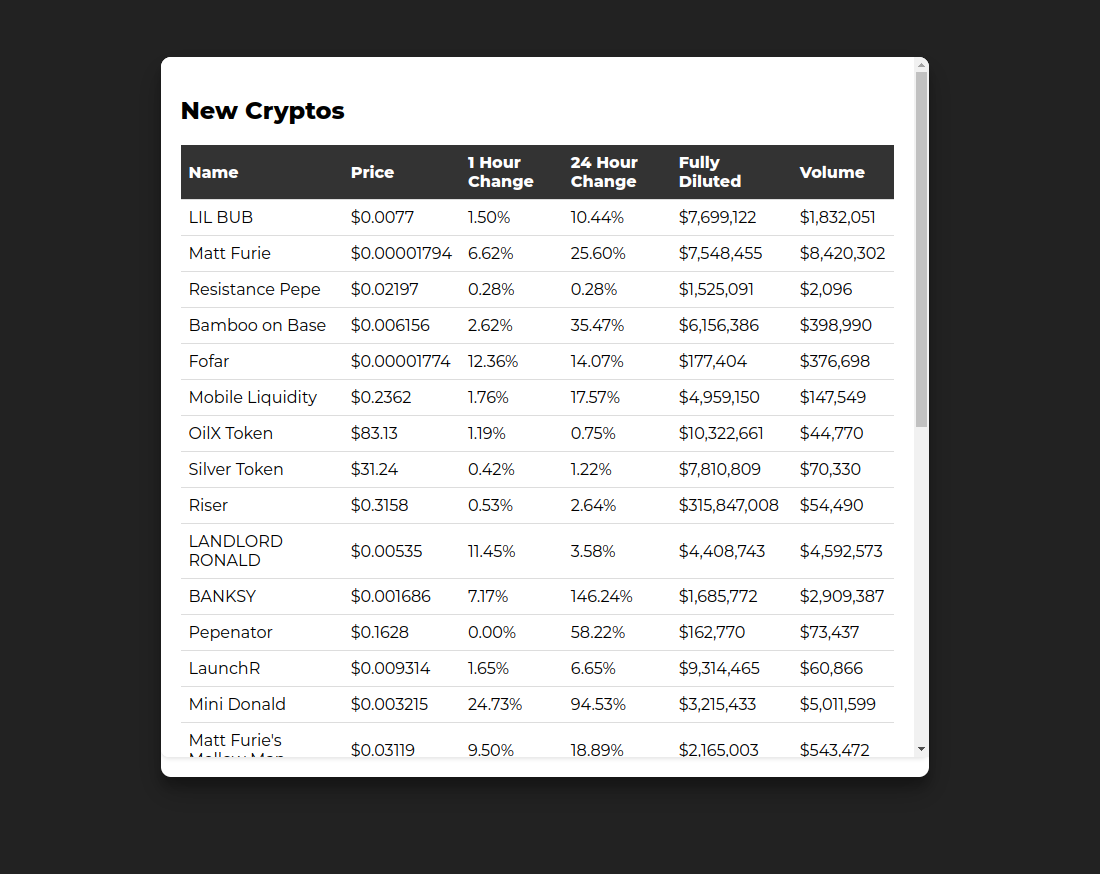 New Cryptos
Name Price 1 Hour Change 24 Hour Change Fully Diluted Volume
LIL BUB $0.0077 1.50% 10.44% $7,699,122 $1,832,051
Matt Furie $0.00001794 6.62% 25.60% $7,548,455 $8,420,302
Resistance Pepe $0.02197 0.28% 0.28% $1,525,091 $2,096
Bamboo on Base $0.006156 2.62% 35.47% $6,156,386 $398,990
Fofar $0.00001774 12.36% 14.07% $177,404 $376,698
Mobile Liquidity $0.2362 1.76% 17.57% $4,959,150 $147,549
OilX Token $83.13 1.19% 0.75% $10,322,661 $44,770
Silver Token $31.24 0.42% 1.22% $7,810,809 $70,330
Riser $0.3158 0.53% 2.64% $315,847,008 $54,490
LANDLORD RONALD $0.00535 11.45% 3.58% $4,408,743 $4,592,573
BANKSY $0.001686 7.17% 146.24% $1,685,772 $2,909,387
Pepenator $0.1628 0.00% 58.22% $162,770 $73,437
LaunchR $0.009314 1.65% 6.65% $9,314,465 $60,866
Mini Donald $0.003215 24.73% 94.53% $3,215,433 $5,011,599
Matt Furie's $0.03119 9.50% 18.89% $2,165,003 $543,472